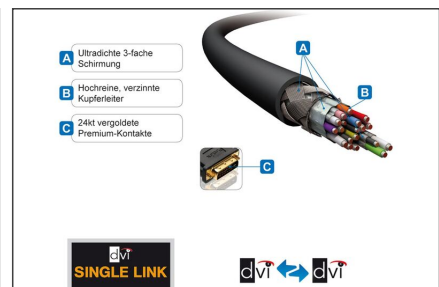 A Ultradichte 3-fache
Schirmung
B Hochreine, verzinnte
Kupferleiter
C 24kt vergoldete
Premium-Kontakte
A
B
C
dvi
SINGLE LINK
dvi dvi